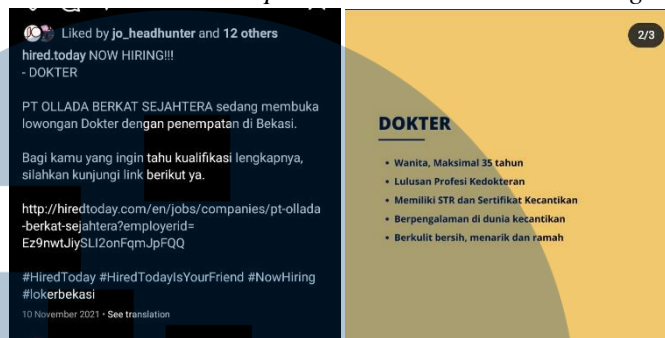 Liked by jo_headhunter and 12 others
hired.today NOW HIRING!!!
- DOKTER
PT OLLADA BERKAT SEJAHTERA sedang membuka
lowongan Dokter dengan penempatan di Bekasi.
Bagi kamu yang ingin tahu kualifikasi lengkapnya,
silahkan kunjungi link berikut ya.
http://hiredtoday.com/en/jobs/companies/pt-ollada
-berkat-sejahtera?employerid=
Ez9nwtJiySLI2onFqmJpFQQ
#HiredToday #HiredTodayIsYourFriend #NowHiring
#lokerbekasi
10 November 2021 • See translation
2/3
DOKTER
• Wanita, Maksimal 35 tahun
• Lulusan Profesi Kedokteran
• Memiliki STR dan Sertifikat Kecantikan
• Berpengalaman di dunia kecantikan
• Berkulit bersih, menarik dan ramah